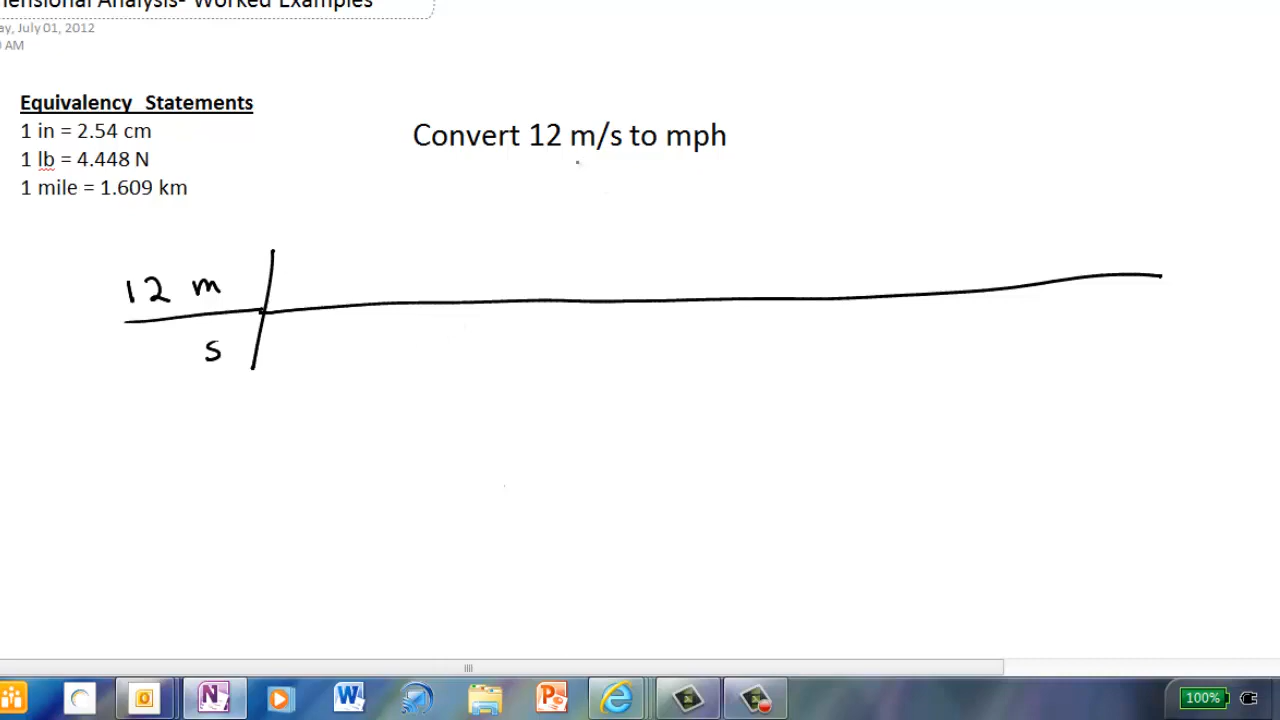 Analysis- Worked Examples
July 01, 2012
AM
Equivalency Statements
1 in = 2.54 cm
1 lb = 4.448 N
1 mile = 1.609 km
Convert 12 m/s to mph
12 m
s
100%